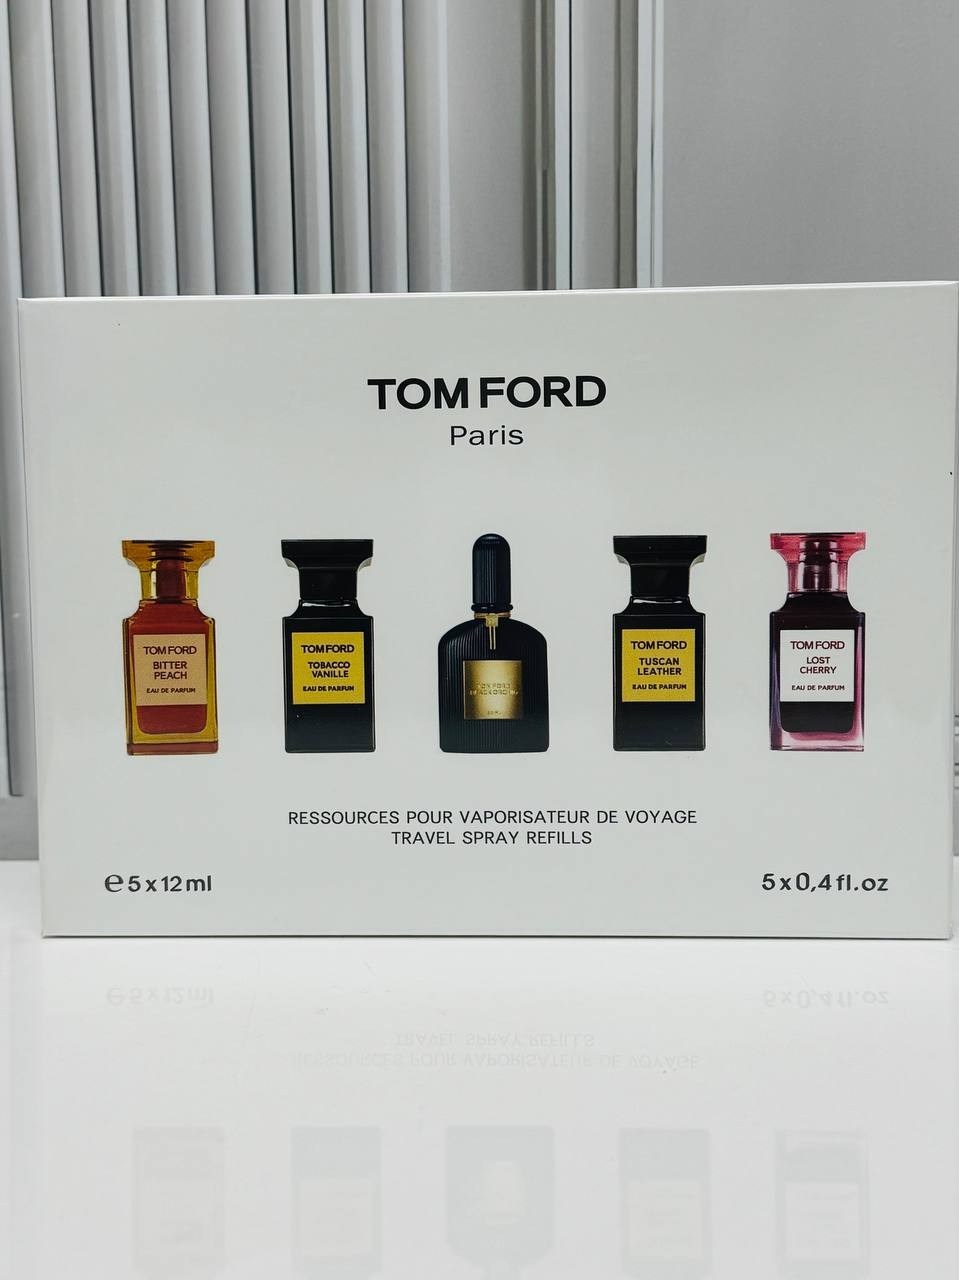 TOM FORD
Paris
TOM FORD
BITTER
PEACH
EAU DE PARFUM
TOM FORD
TOBACCO
VANILLE
EAU DE PARFUM
TOM FORD
TOM FORD
TUSCAN
LEATHER
EAU DE PARFUM
TOM FORD
LOST
CHERRY
EAU DE PARFUM
RESSOURCES POUR VAPORISATEUR DE VOYAGE
TRAVEL SPRAY REFILLS
℮5x12ml
5x0,4fl.oz